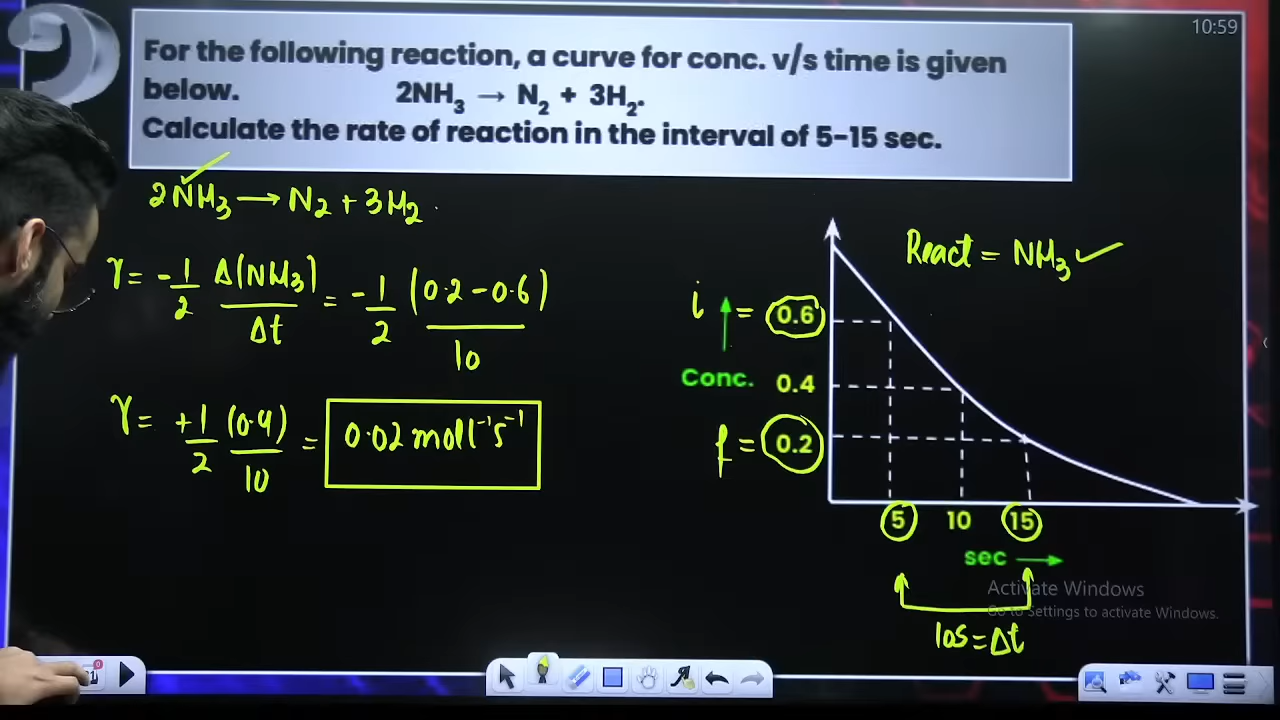 10:59
For the following reaction, a curve for conc. v/s time is given
below. 2NH₃ → N₂ + 3H₂.
Calculate the rate of reaction in the interval of 5-15 sec.
2NH₃ → N₂ + 3H₂.
r = -1/2 Δ[NH₃]/Δt = -1/2 (0.2 - 0.6)/10
r = +1/2 (0.4)/10 = 0.02 mol l⁻¹ s⁻¹
React = NH₃ ✓
i ↑ = 0.6
Conc. 0.4
f = 0.2
5 10 15
sec →
10s = Δt
Activate Windows
Go to Settings to activate Windows.